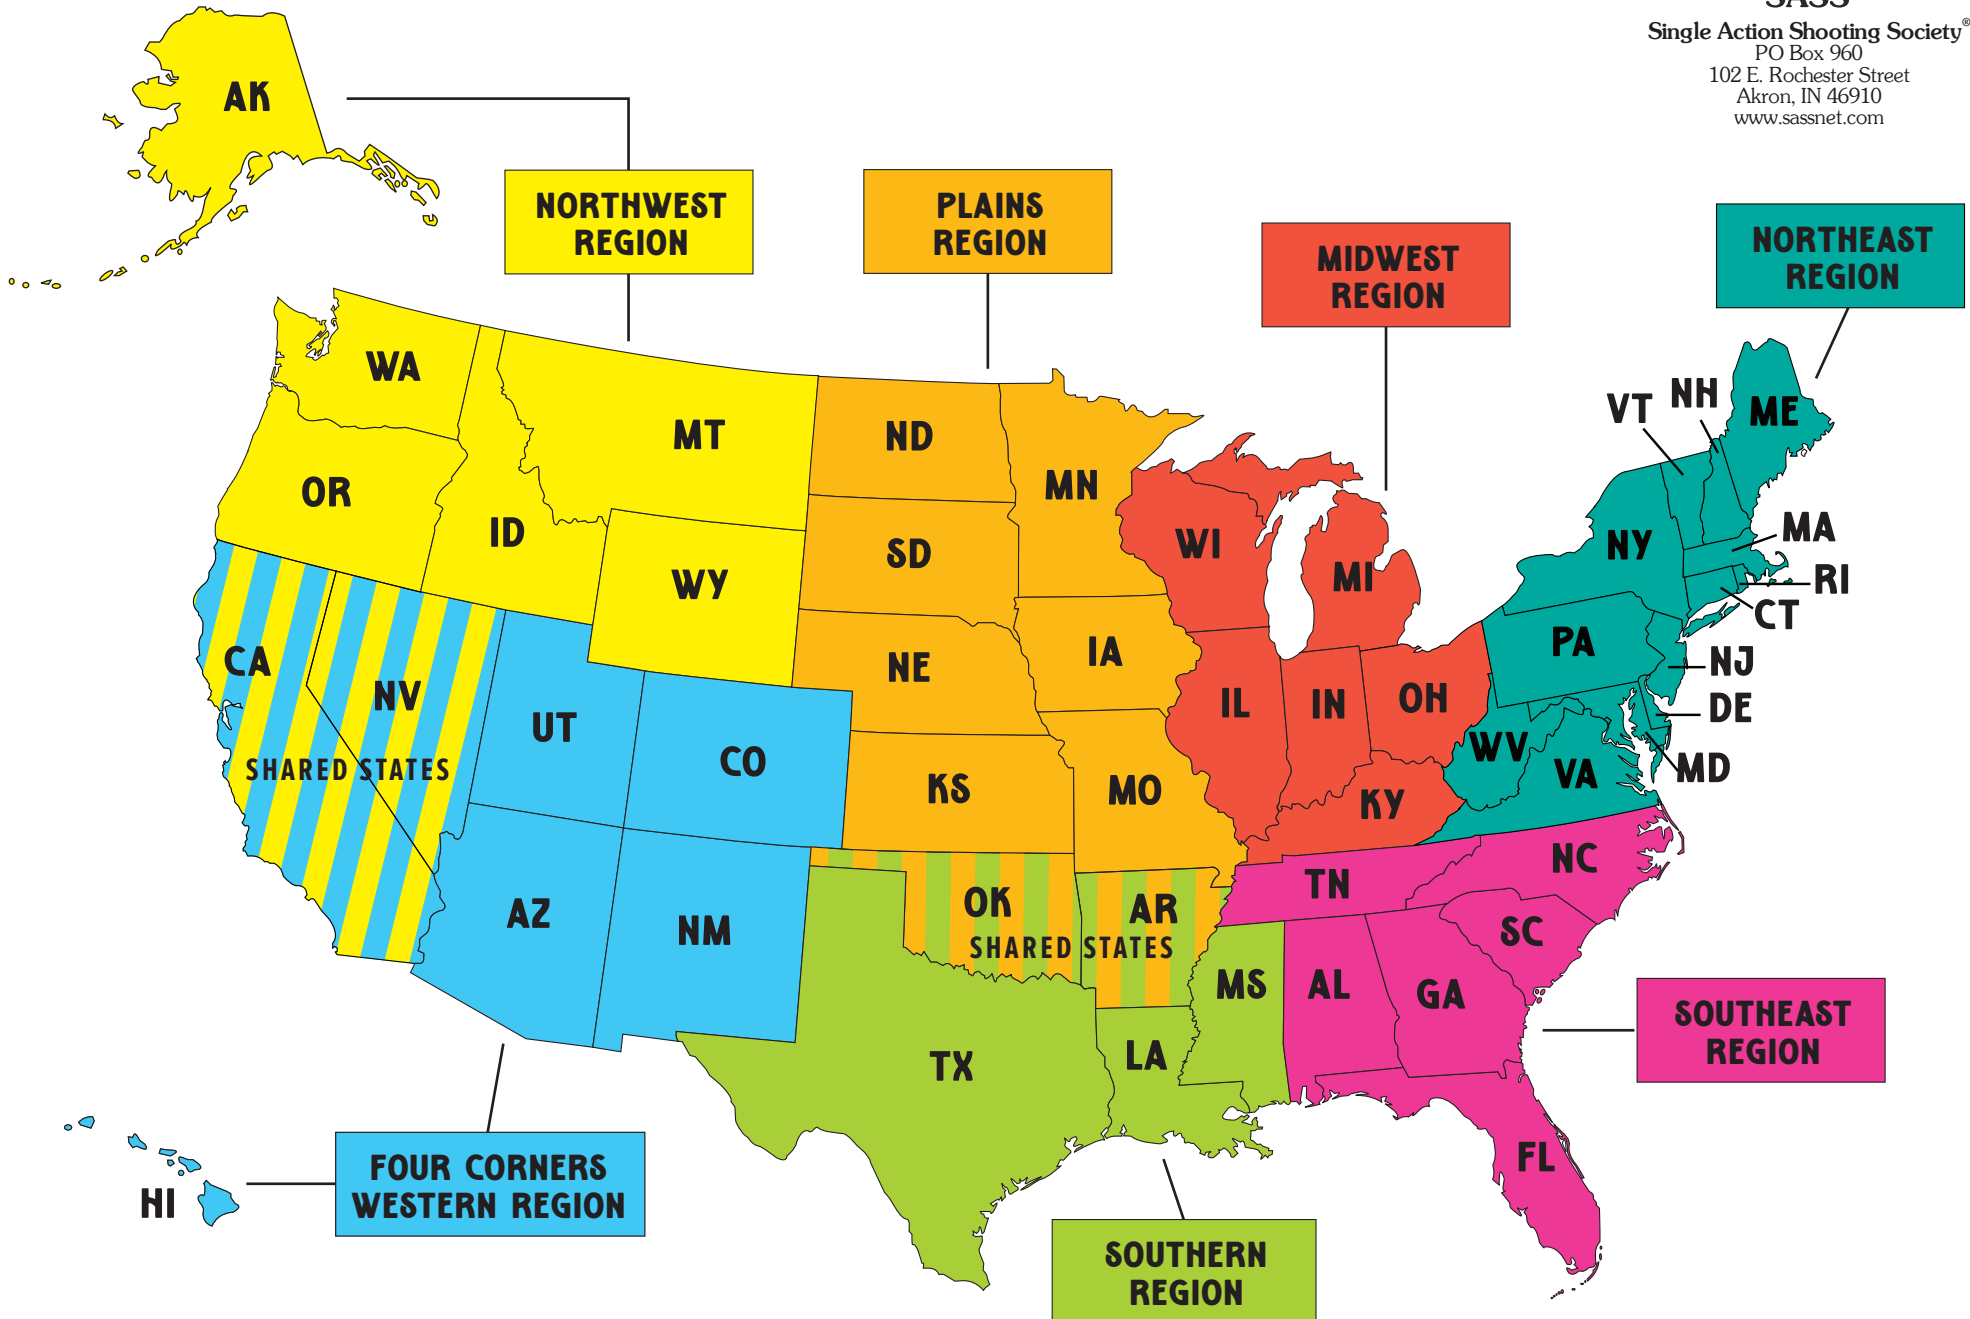 SASS
Single Action Shooting Society®
PO Box 960
102 E. Rochester Street
Akron, IN 46910
www.sassnet.com
AK
NORTHWEST
REGION
PLAINS
REGION
MIDWEST
REGION
NORTHEAST
REGION
WA
OR
ID
MT
WY
ND
SD
NE
KS
MN
IA
MO
WI
MI
IL
IN
OH
KY
VT
NH
ME
NY
MA
RI
CT
PA
NJ
DE
MD
WV
VA
CA
NV
SHARED STATES
UT
CO
AZ
NM
OK
AR
SHARED STATES
TX
LA
MS
TN
NC
SC
AL
GA
FL
SOUTHEAST
REGION
HI
FOUR CORNERS
WESTERN REGION
SOUTHERN
REGION